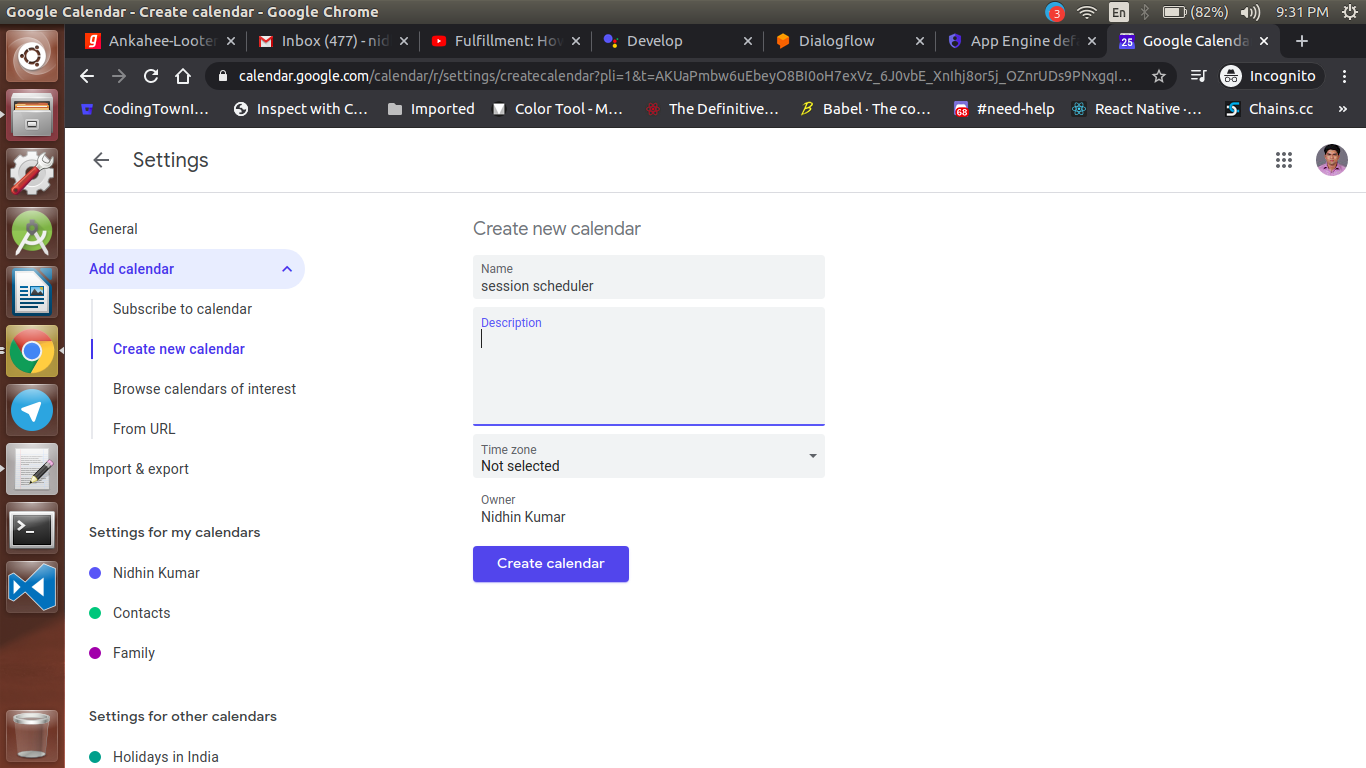 Google Calendar - Create calendar - Google Chrome
3
En
(82%)
9:31 PM
Ankahee-Looter
Inbox (477) - nid
Fulfillment: How
Develop
Dialogflow
App Engine def
25
Google Calenda
calendar.google.com/calendar/r/settings/createcalendar?pli=1&t=AKUaPmbw6uEbeyO8BI0oH7exVz_6J0vbE_XnIhj8or5j_OZnrUDs9PNxgqI...
Incognito
CodingTownI...
Inspect with C...
Imported
Color Tool - M...
The Definitive...
Babel · The co...
68
#need-help
React Native ·...
Chains.cc
»
Settings
General
Add calendar
Subscribe to calendar
Create new calendar
Browse calendars of interest
From URL
Import & export
Settings for my calendars
Nidhin Kumar
Contacts
Family
Settings for other calendars
Holidays in India
Create new calendar
Name
session scheduler
Description
Time zone
Not selected
Owner
Nidhin Kumar
Create calendar